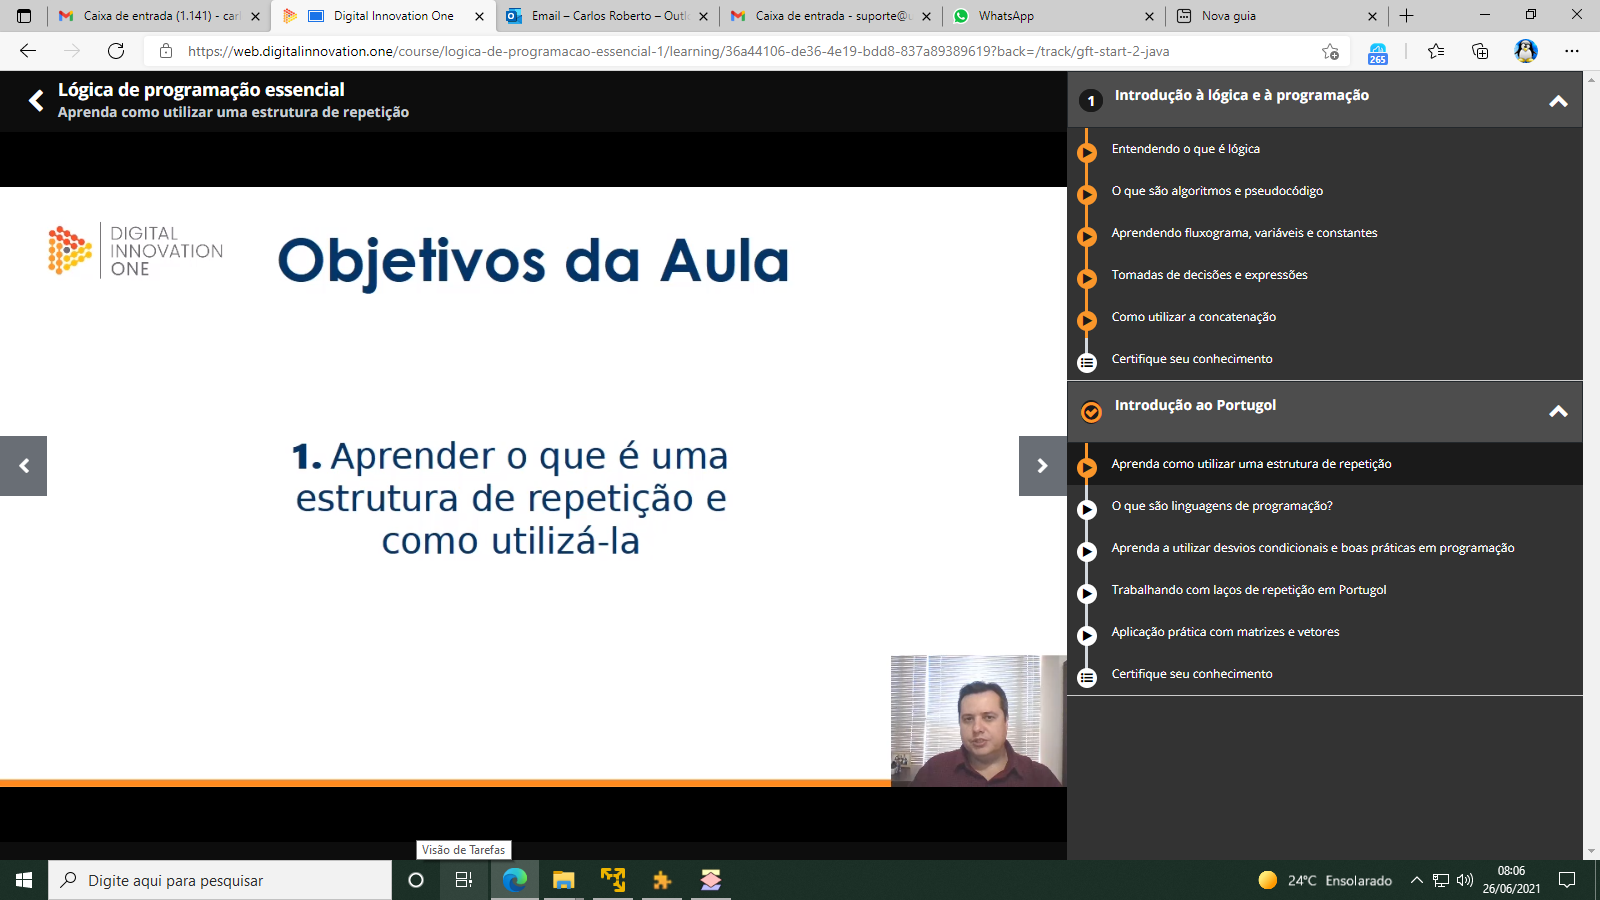 Caixa de entrada (1.141) - carl
Digital Innovation One
Email – Carlos Roberto – Outl
Caixa de entrada - suporte@u
WhatsApp
Nova guia
https://web.digitalinnovation.one/course/logica-de-programacao-essencial-1/learning/36a44106-de36-4e19-bdd8-837a89389619?back=/track/gft-start-2-java
265
Lógica de programação essencial
Aprenda como utilizar uma estrutura de repetição
DIGITAL
INNOVATION
ONE
Objetivos da Aula
1. Aprender o que é uma
estrutura de repetição e
como utilizá-la
1
Introdução à lógica e à programação
Entendendo o que é lógica
O que são algoritmos e pseudocódigo
Aprendendo fluxograma, variáveis e constantes
Tomadas de decisões e expressões
Como utilizar a concatenação
Certifique seu conhecimento
Introdução ao Portugol
Aprenda como utilizar uma estrutura de repetição
O que são linguagens de programação?
Aprenda a utilizar desvios condicionais e boas práticas em programação
Trabalhando com laços de repetição em Portugol
Aplicação prática com matrizes e vetores
Certifique seu conhecimento
Visão de Tarefas
Digite aqui para pesquisar
24°C Ensolarado
08:06
26/06/2021